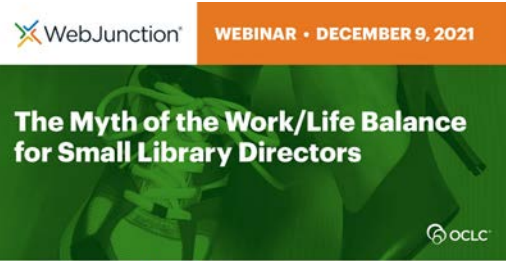 WebJunction®
WEBINAR • DECEMBER 9, 2021
The Myth of the Work/Life Balance
for Small Library Directors
OCLC